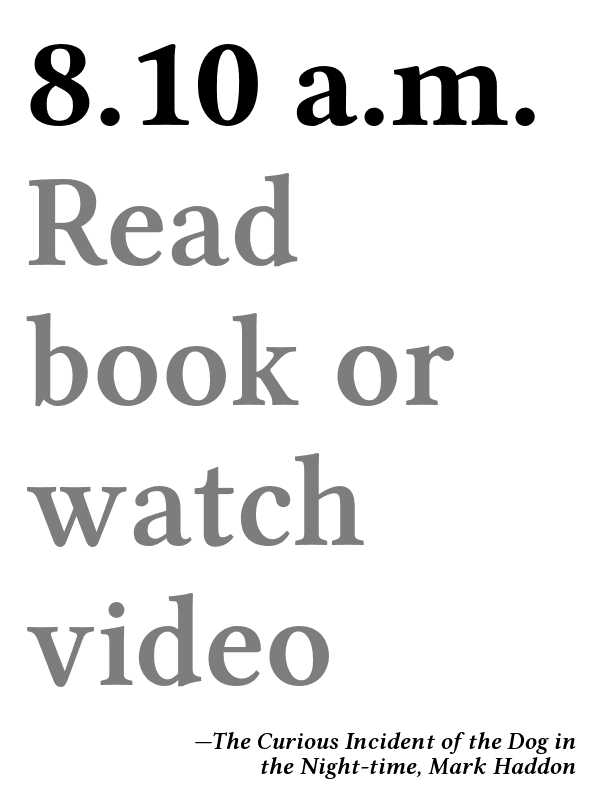 8.10 a.m.
Read
book or
watch
video
—The Curious Incident of the Dog in
the Night-time, Mark Haddon